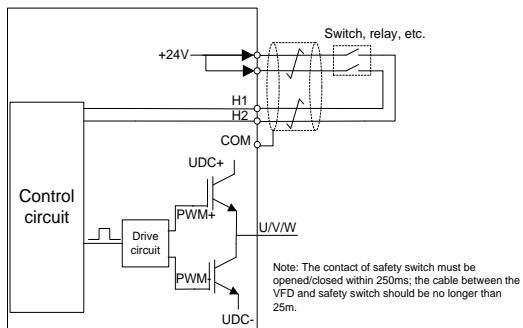 Switch, relay, etc.
+24V
H1
H2
COM
UDC+
Control
circuit
PWM+
U/V/W
Drive
circuit
PWM-
Note: The contact of safety switch must be
opened/closed within 250ms; the cable between the
VFD and safety switch should be no longer than
25m.
UDC-